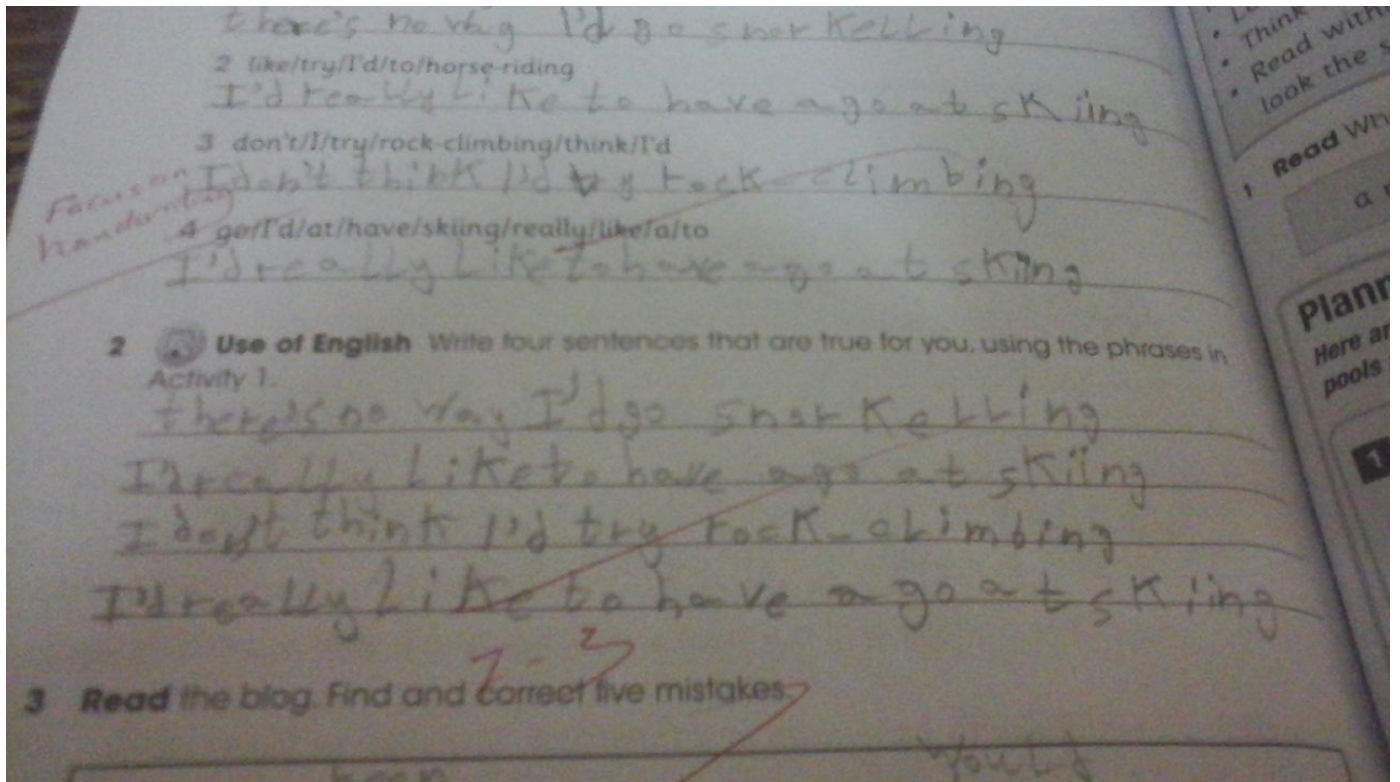 there's no way I'd go snorkelling
2 like/try/I'd/to/horse-riding
I'd really like to have a go at skiing
3 don't/I/try/rock-climbing/think/I'd
I don't think I'd try rock-climbing
Focus on
handwriting
4 go/I'd/at/have/skiing/really/like/a/to
I'd really like to have a go at skiing
2 Use of English Write four sentences that are true for you, using the phrases in
Activity 1.
there's no way I'd go snorkelling
I'd really like to have a go at skiing
I don't think I'd try rock-climbing
I'd really like to have a go at skiing
3 Read the blog. Find and correct five mistakes.
keen would
Think
Read with
look the s
1 Read Wh
a
Plann
Here ar
pools
1